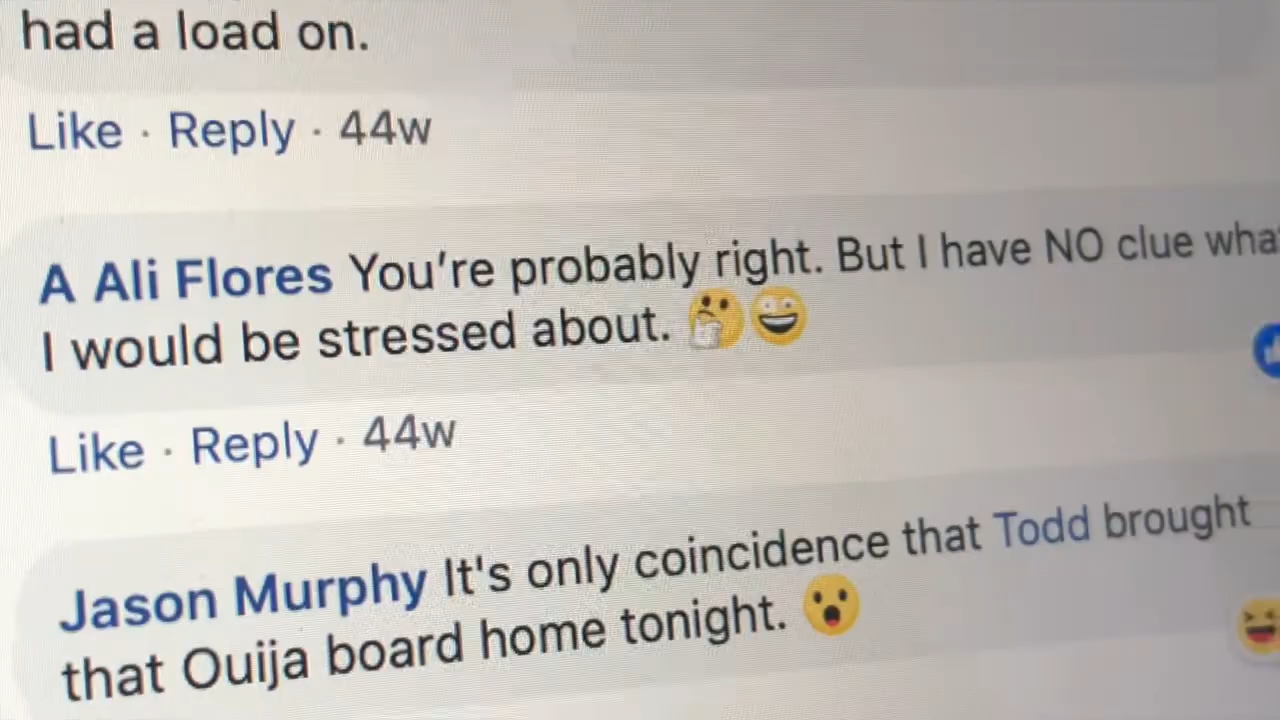 had a load on.
Like · Reply · 44w
A Ali Flores You're probably right. But I have NO clue what
I would be stressed about. 🤔😀
Like · Reply · 44w
Jason Murphy It's only coincidence that Todd brought
that Ouija board home tonight. 😮